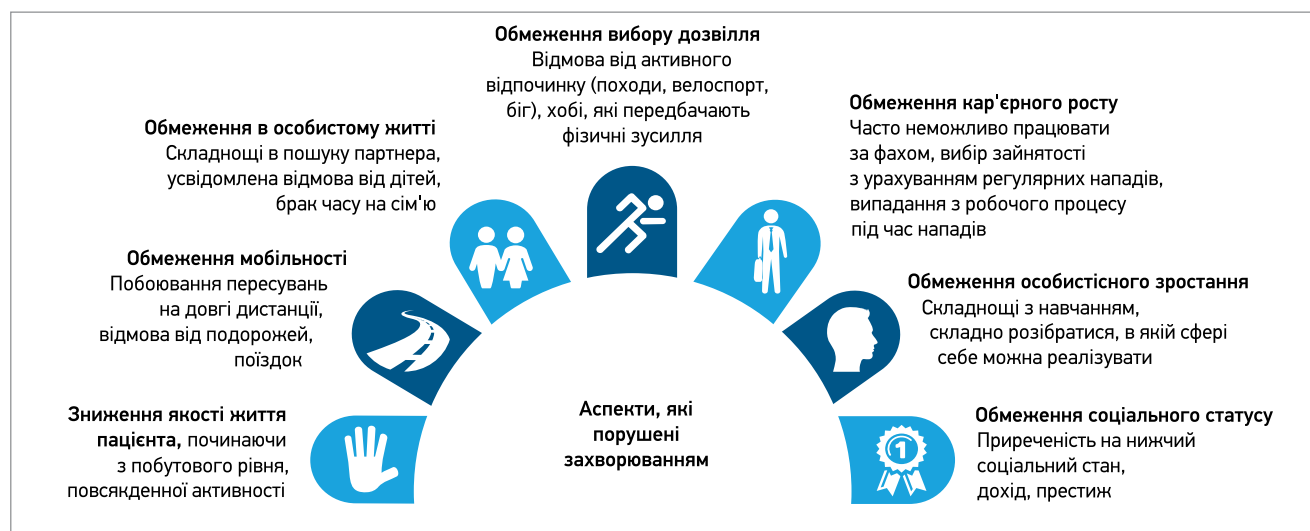 Зниження якості життя
пацієнта, починаючи
з побутового рівня,
повсякденної активності
Обмеження мобільності
Побоювання пересувань
на довгі дистанції,
відмова від подорожей,
поїздок
Обмеження в особистому житті
Складнощі в пошуку партнера,
усвідомлена відмова від дітей,
брак часу на сім'ю
Обмеження вибору дозвілля
Відмова від активного
відпочинку (походи, велоспорт,
біг), хобі, які передбачають
фізичні зусилля
Обмеження кар'єрного росту
Часто неможливо працювати
за фахом, вибір зайнятості
з урахуванням регулярних нападів,
випадання з робочого процесу
під час нападів
Обмеження особистісного зростання
Складнощі з навчанням,
складно розібратися, в якій сфері
себе можна реалізувати
Обмеження соціального статусу
Приреченість на нижчий
соціальний стан,
дохід, престиж
1
Аспекти, які
порушені
захворюванням